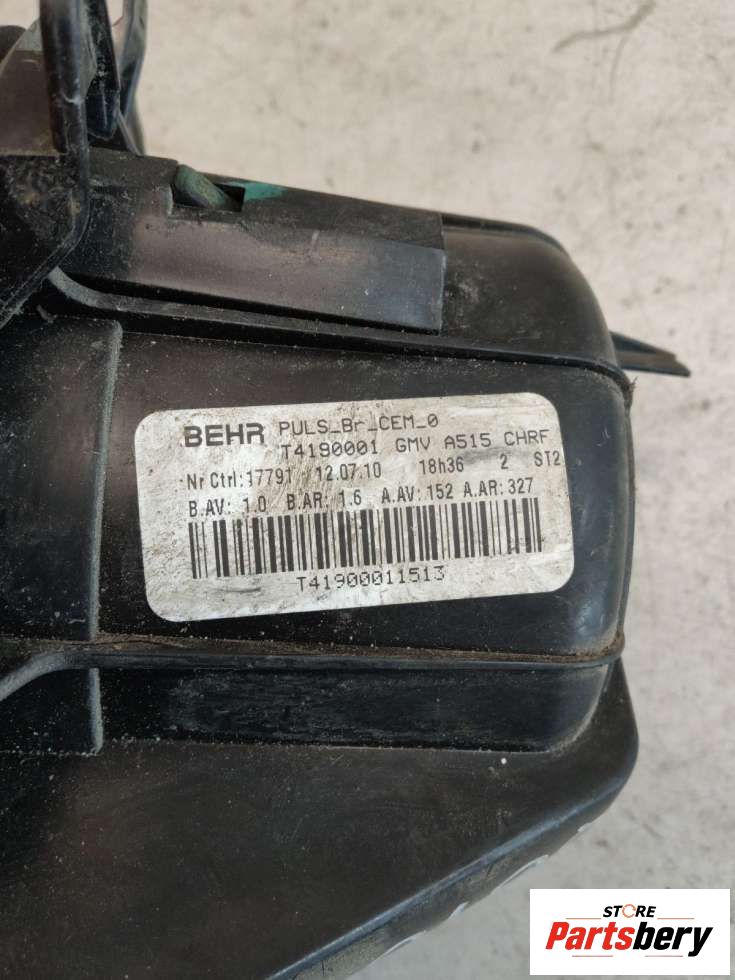 BEHR PULS_Br_CEM_0
T4190001 GMV A515 CHRF
Nr Ctrl:17791 12.07.10 18h36 2 ST2
B.AV: 1.0 B.AR: 1.6 A.AV: 152 A.AR: 327
T41900011513
STORE
Partsbery